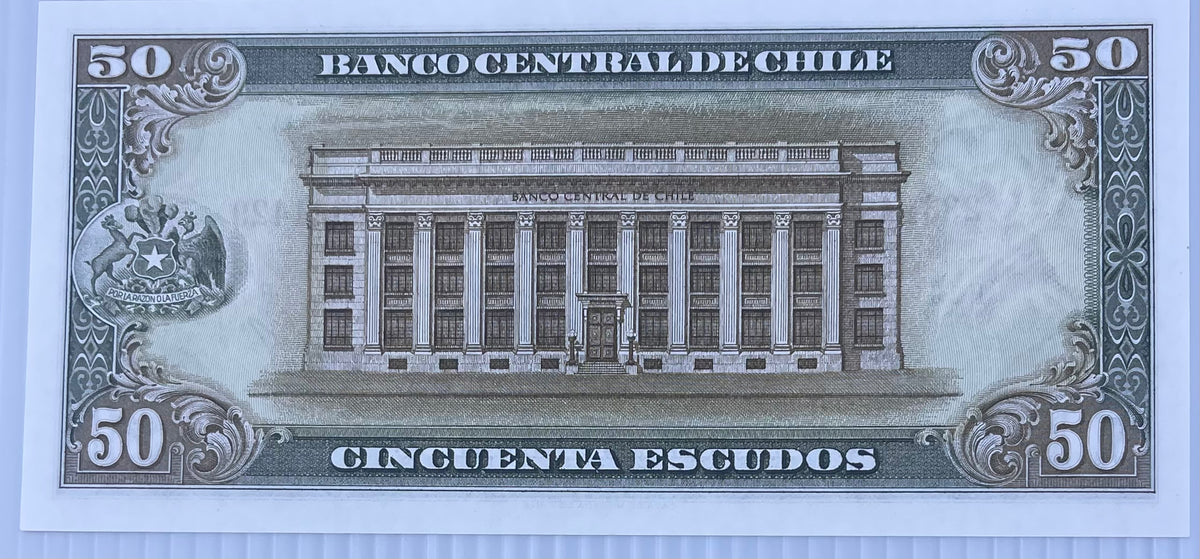 50 BANCO CENTRAL DE CHILE 50
BANCO CENTRAL DE CHILE
POR LA RAZON O LA FUERZA
50 CINCUENTA ESCUDOS 50